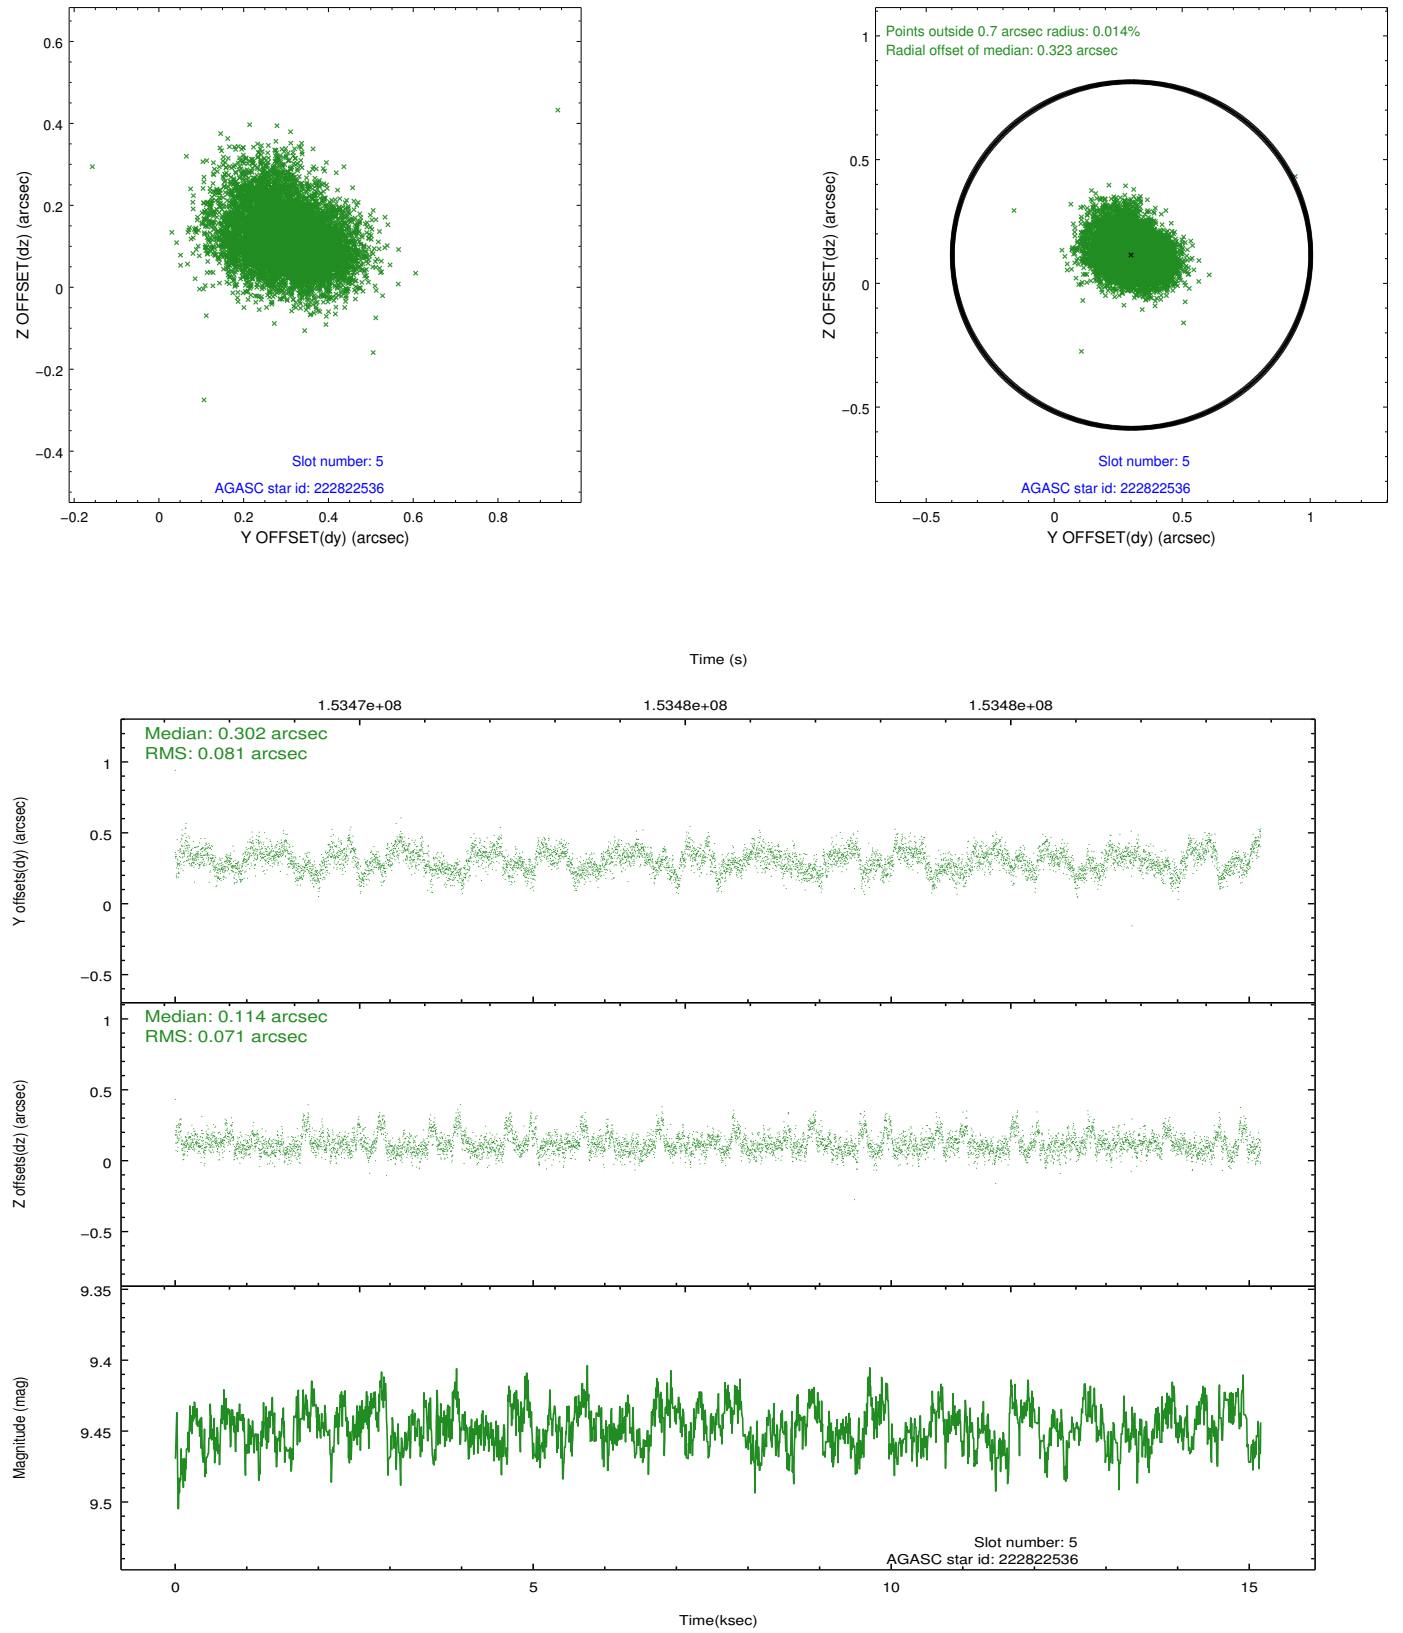 0.6
0.4
0.2
0
−0.2
−0.4
Z OFFSET(dz) (arcsec)
Slot number: 5
AGASC star id: 222822536
−0.2 0 0.2 0.4 0.6 0.8
Y OFFSET(dy) (arcsec)
Points outside 0.7 arcsec radius: 0.014%
Radial offset of median: 0.323 arcsec
1
0.5
0
−0.5
Z OFFSET(dz) (arcsec)
Slot number: 5
AGASC star id: 222822536
−0.5 0 0.5 1
Y OFFSET(dy) (arcsec)
Time (s)
1.5347e+08 1.5348e+08 1.5348e+08
Median: 0.302 arcsec
RMS: 0.081 arcsec
1
0.5
0
−0.5
Y offsets(dy) (arcsec)
Median: 0.114 arcsec
RMS: 0.071 arcsec
1
0.5
0
−0.5
Z offsets(dz) (arcsec)
9.35
9.4
9.45
9.5
Magnitude (mag)
Slot number: 5
AGASC star id: 222822536
0 5 10 15
Time(ksec)